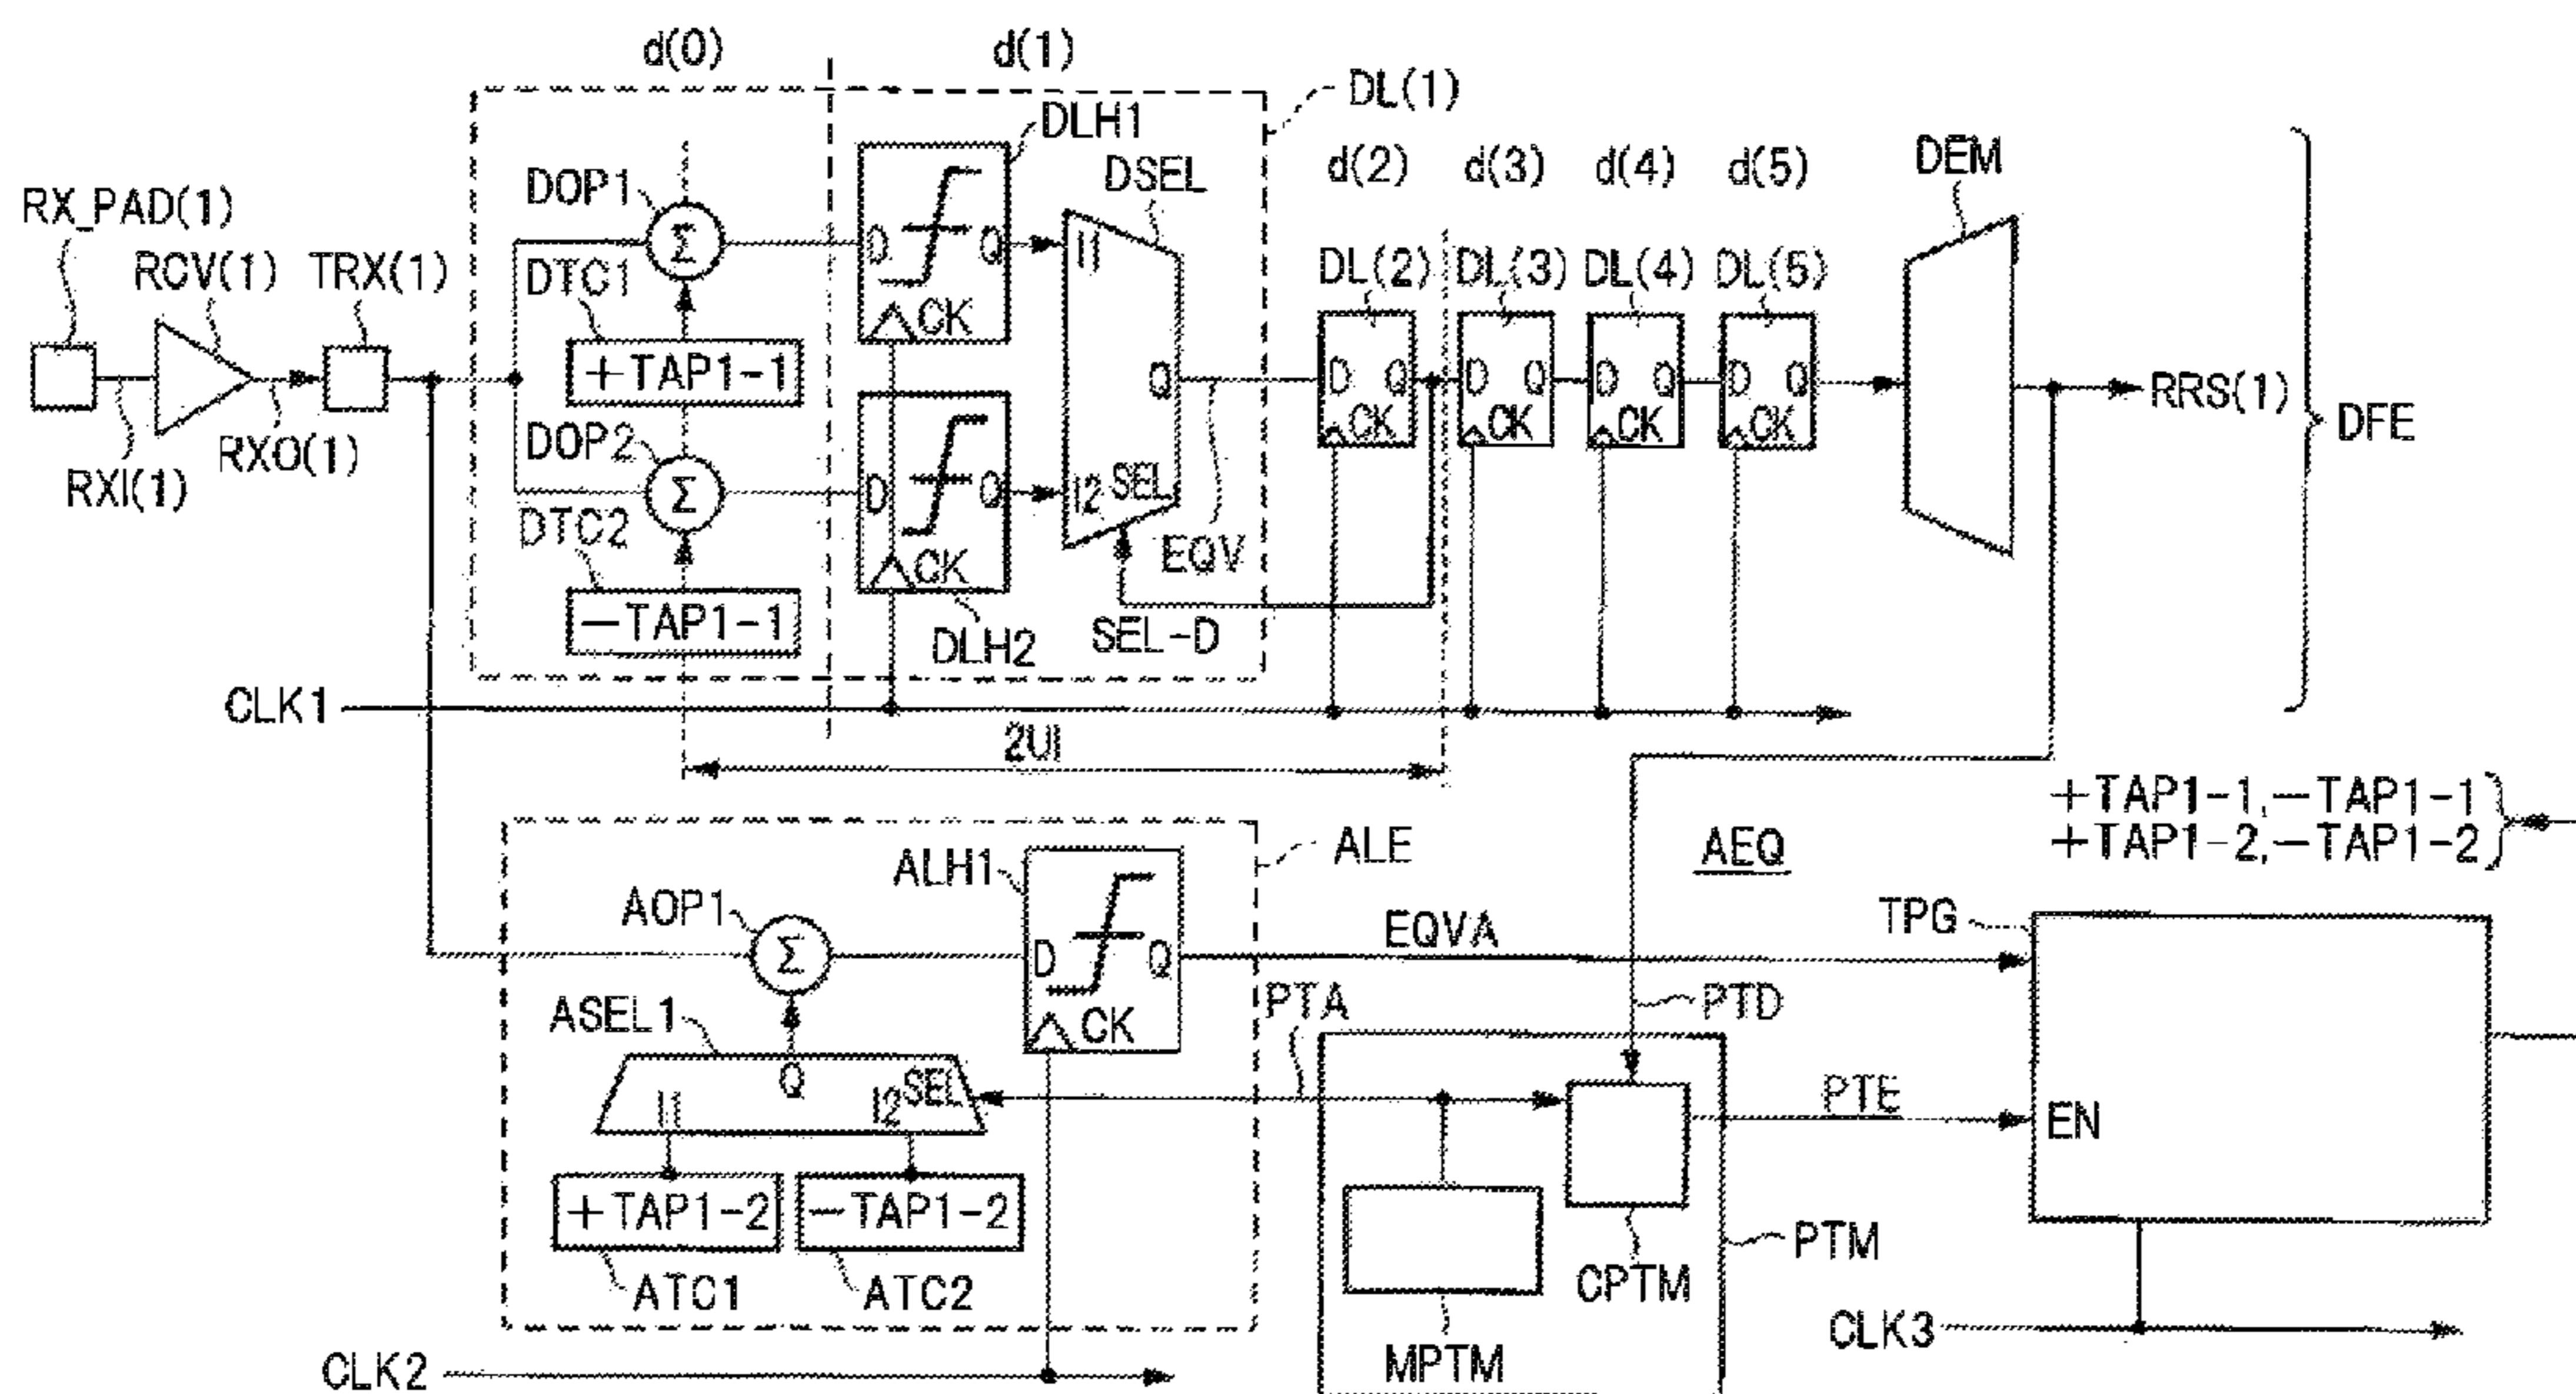 d(0)
d(1)
DL(1)
DLH1
DSEL
d(2)
d(3)
d(4)
d(5)
DEM
RX_PAD(1)
RCV(1)
TRX(1)
DOP1
Σ
D
Q
CK
I1
DL(2)
DL(3)
DL(4)
DL(5)
DTC1
+TAP1-1
Q
D
Q
CK
D
Q
CK
D
Q
CK
D
Q
CK
RRS(1)
DFE
RXI(1)
RXO(1)
DOP2
Σ
D
Q
CK
I2
SEL
EQV
DTC2
-TAP1-1
DLH2
SEL-D
CLK1
2UI
+TAP1-1,-TAP1-1
+TAP1-2,-TAP1-2
ALE
AEQ
ALH1
AOP1
Σ
D
Q
CK
EQVA
TPG
ASEL1
PTA
PTD
Q
I1
I2
SEL
PTE
EN
+TAP1-2
-TAP1-2
ATC1
ATC2
CPTM
PTM
MPTM
CLK3
CLK2